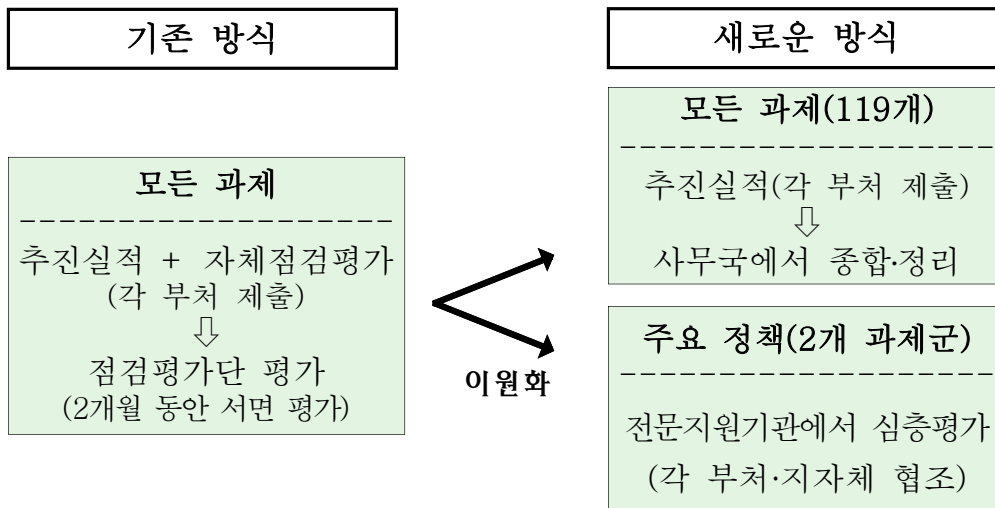 기존 방식
모든 과제
추진실적 + 자체점검평가
(각 부처 제출)
⇩
점검평가단 평가
(2개월 동안 서면 평가)
이원화
새로운 방식
모든 과제(119개)
추진실적(각 부처 제출)
⇩
사무국에서 종합·정리
주요 정책(2개 과제군)
전문지원기관에서 심층평가
(각 부처·지자체 협조)